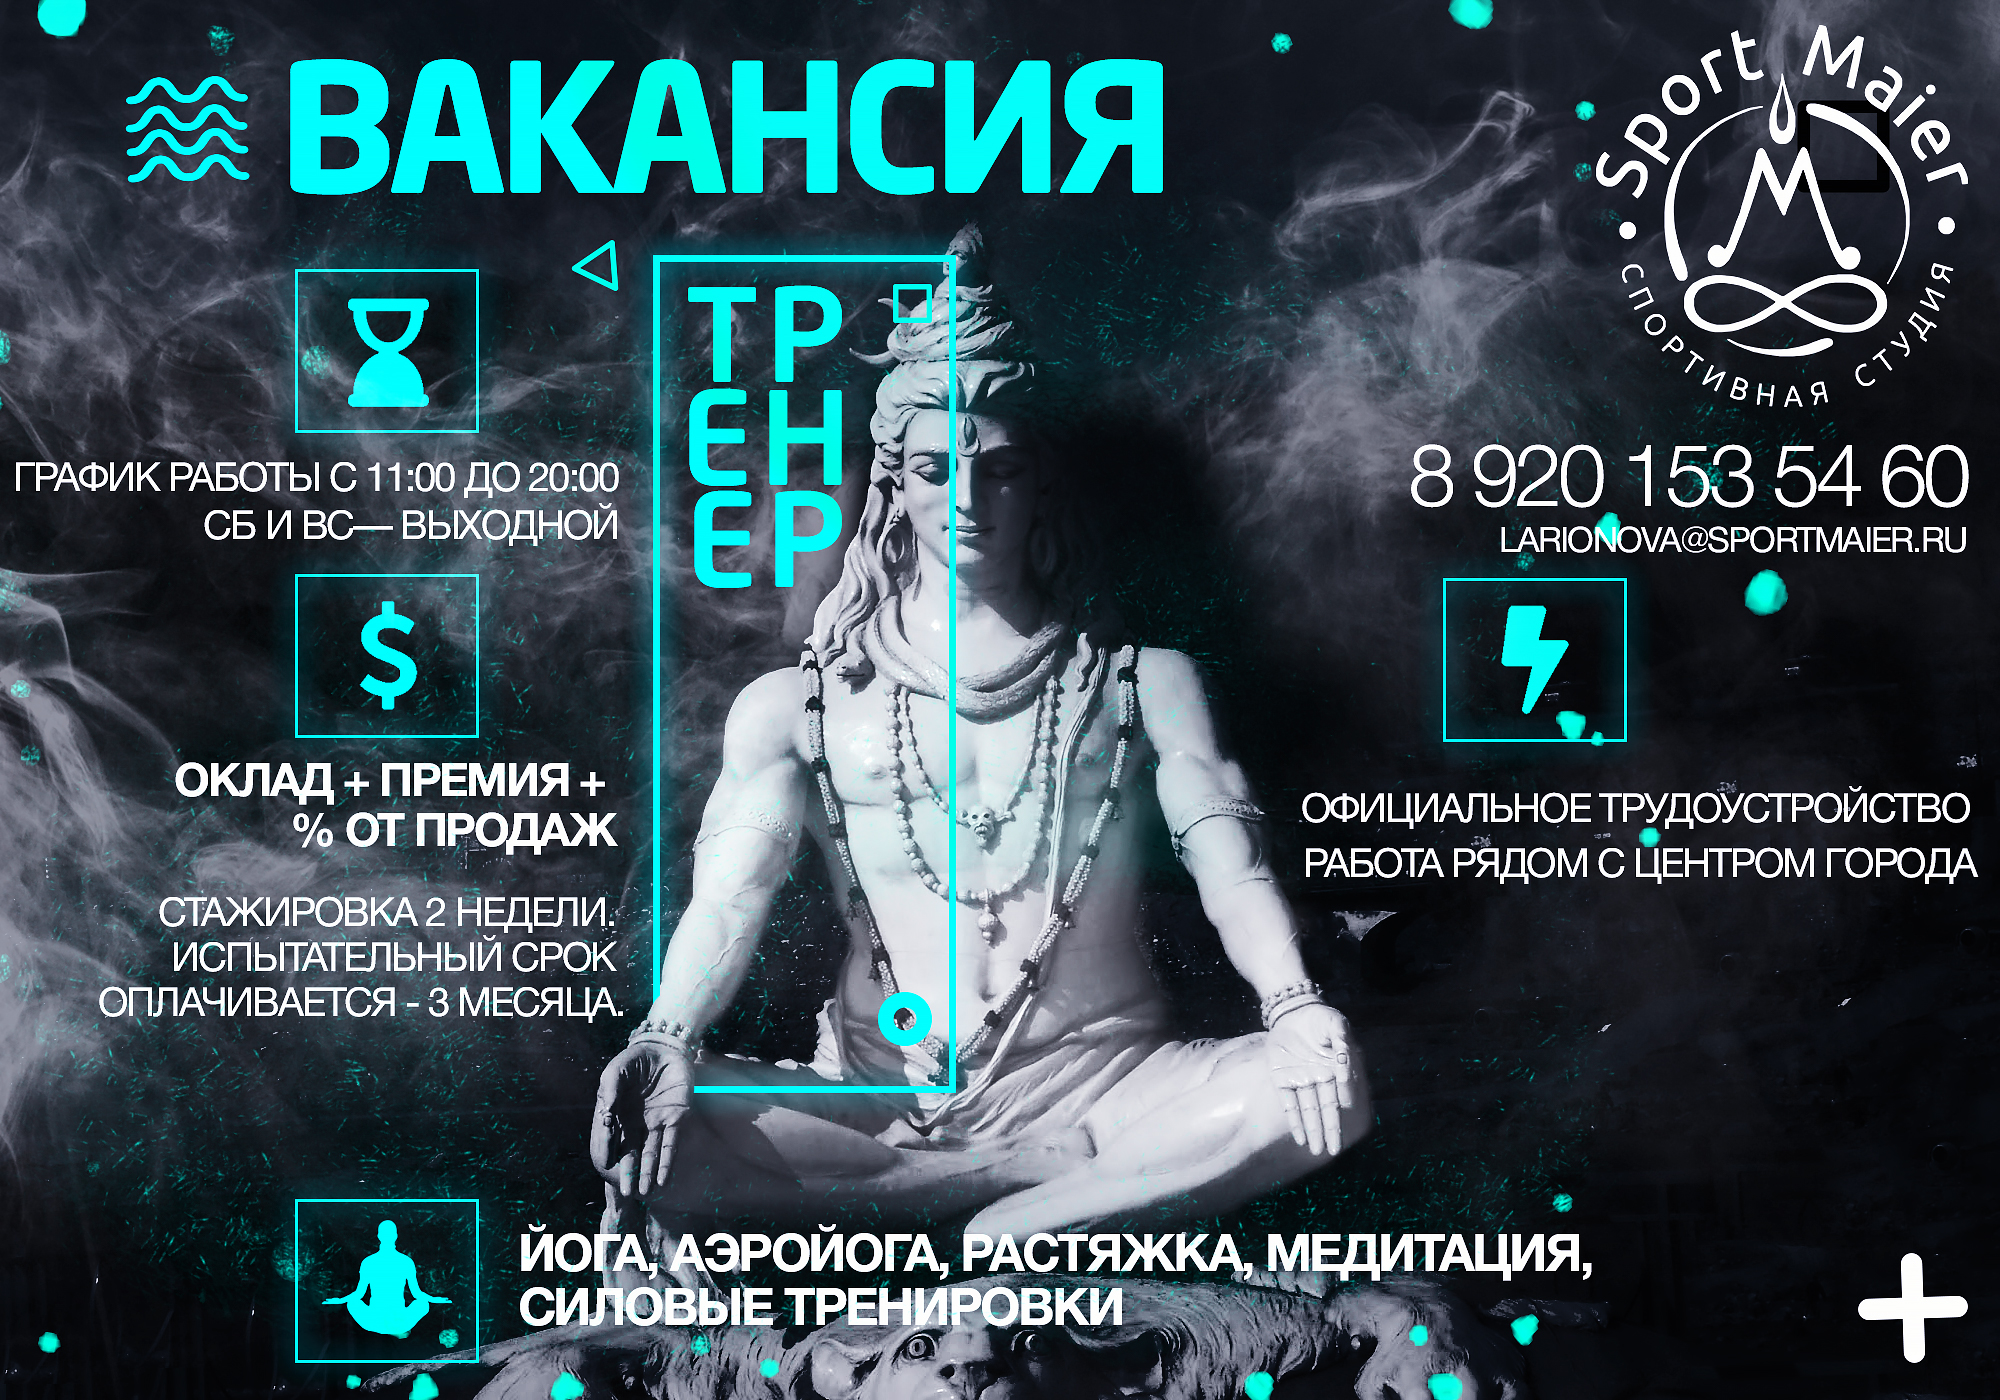 ВАКАНСИЯ
Sport Maier
• СПОРТИВНАЯ СТУДИЯ •
ТР
ЕН
ЕР
ГРАФИК РАБОТЫ С 11:00 ДО 20:00
СБ И ВС— ВЫХОДНОЙ
$
ОКЛАД + ПРЕМИЯ +
% ОТ ПРОДАЖ
СТАЖИРОВКА 2 НЕДЕЛИ.
ИСПЫТАТЕЛЬНЫЙ СРОК
ОПЛАЧИВАЕТСЯ - 3 МЕСЯЦА.
8 920 153 54 60
LARIONOVA@SPORTMAIER.RU
ОФИЦИАЛЬНОЕ ТРУДОУСТРОЙСТВО
РАБОТА РЯДОМ С ЦЕНТРОМ ГОРОДА
ЙОГА, АЭРОЙОГА, РАСТЯЖКА, МЕДИТАЦИЯ,
СИЛОВЫЕ ТРЕНИРОВКИ